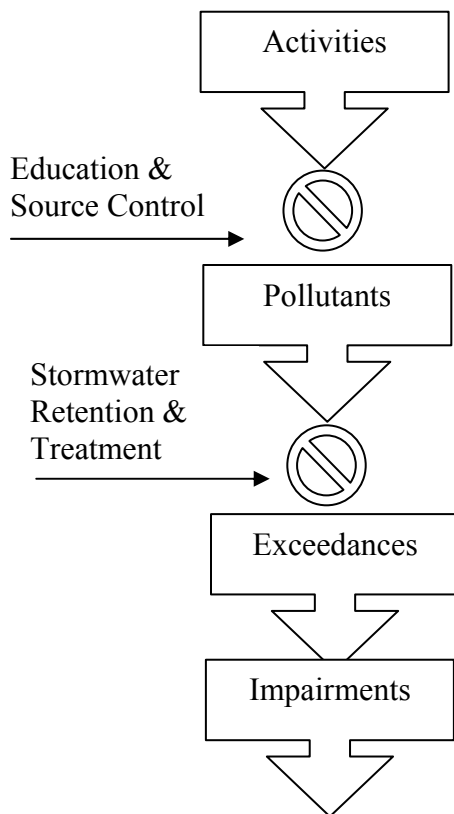 Activities
Education &
Source Control
Pollutants
Stormwater
Retention &
Treatment
Exceedances
Impairments